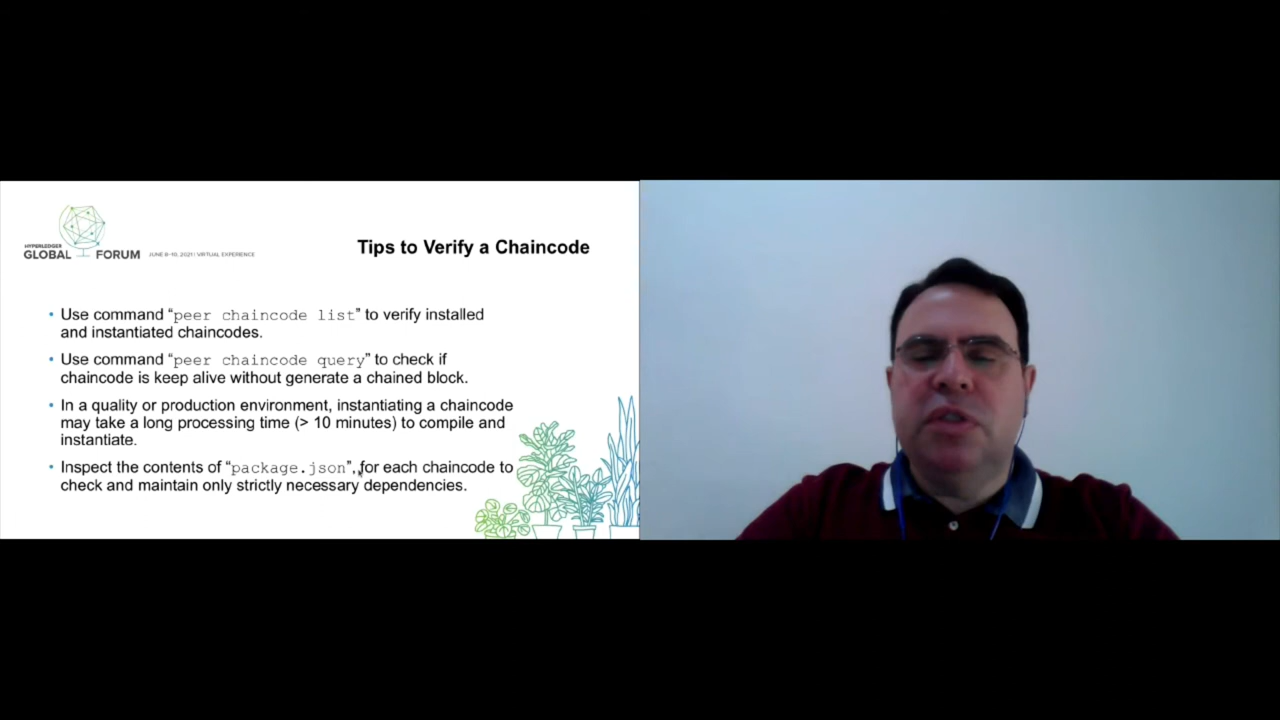 HYPERLEDGER
GLOBAL FORUM JUNE 8-10, 2021 | VIRTUAL EXPERIENCE
Tips to Verify a Chaincode
• Use command “peer chaincode list” to verify installed
and instantiated chaincodes.
• Use command “peer chaincode query” to check if
chaincode is keep alive without generate a chained block.
• In a quality or production environment, instantiating a chaincode
may take a long processing time (> 10 minutes) to compile and
instantiate.
• Inspect the contents of “package.json”, for each chaincode to
check and maintain only strictly necessary dependencies.